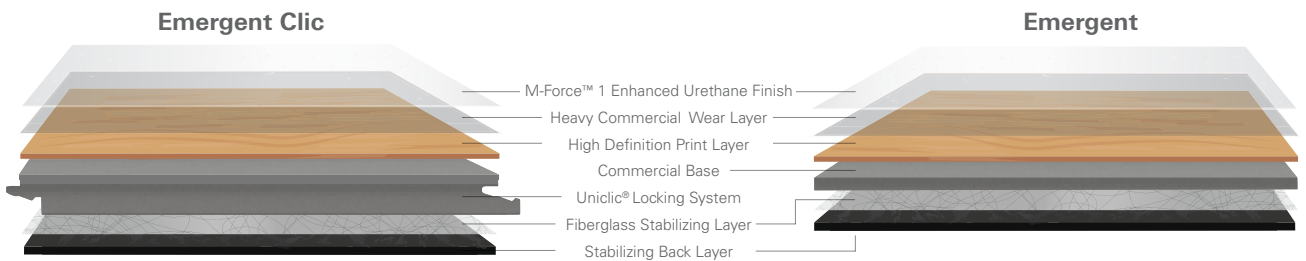 Emergent Clic
Emergent
M-Force™ 1 Enhanced Urethane Finish
Heavy Commercial Wear Layer
High Definition Print Layer
Commercial Base
Uniclic® Locking System
Fiberglass Stabilizing Layer
Stabilizing Back Layer